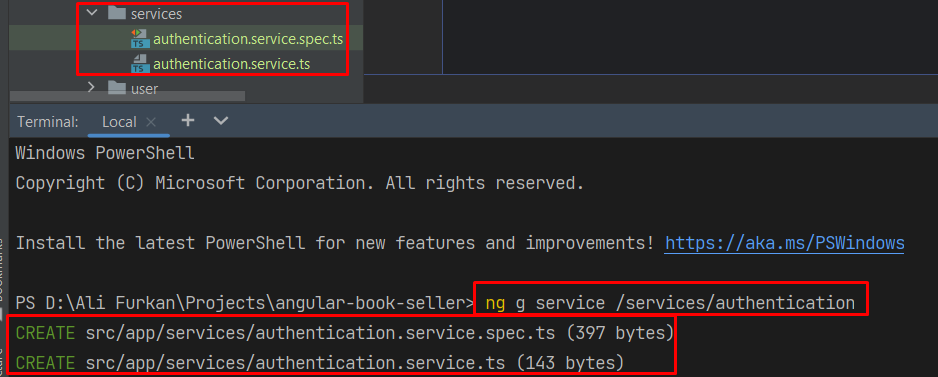 services
authentication.service.spec.ts
authentication.service.ts
user
Terminal: Local × +
Windows PowerShell
Copyright (C) Microsoft Corporation. All rights reserved.
Install the latest PowerShell for new features and improvements! https://aka.ms/PSWindows
PS D:\Ali Furkan\Projects\angular-book-seller> ng g service /services/authentication
CREATE src/app/services/authentication.service.spec.ts (397 bytes)
CREATE src/app/services/authentication.service.ts (143 bytes)